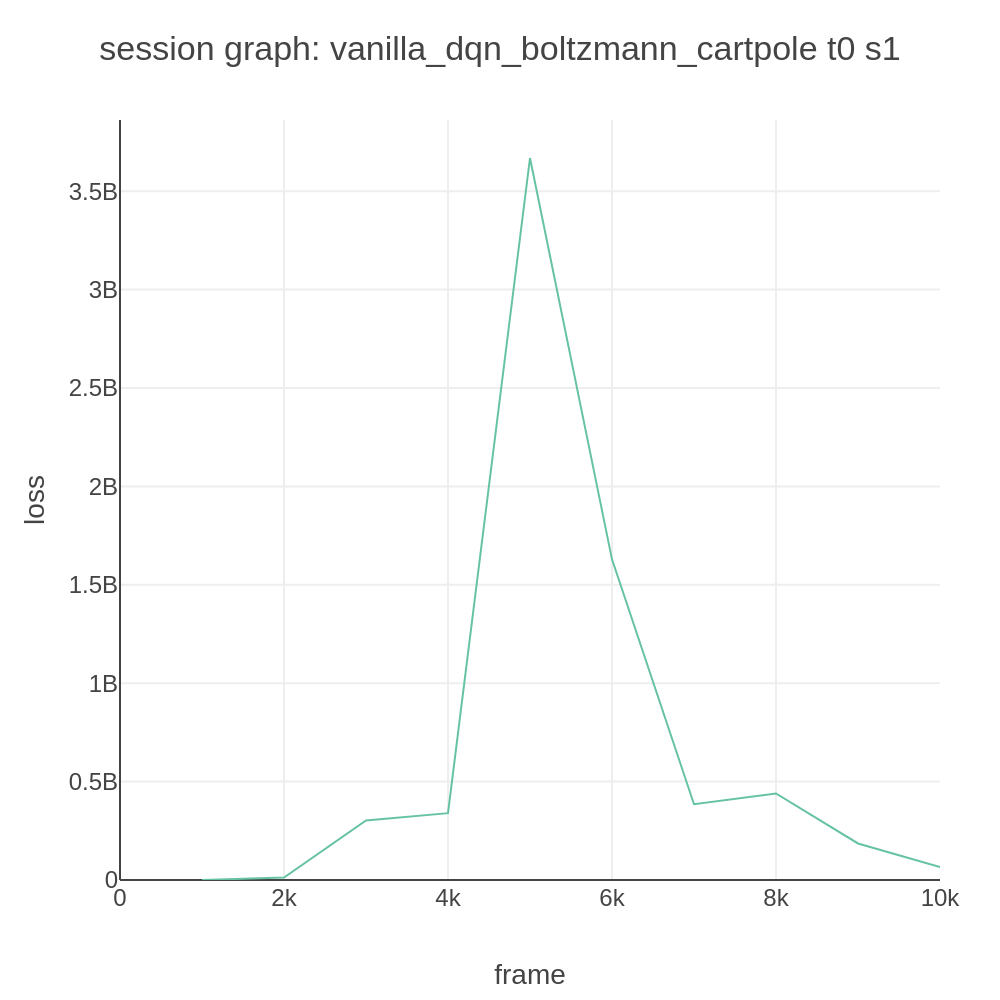 session graph: vanilla_dqn_boltzmann_cartpole t0 s1
3.5B
3B
2.5B
2B
1.5B
1B
0.5B
0
loss
0
2k
4k
6k
8k
10k
frame